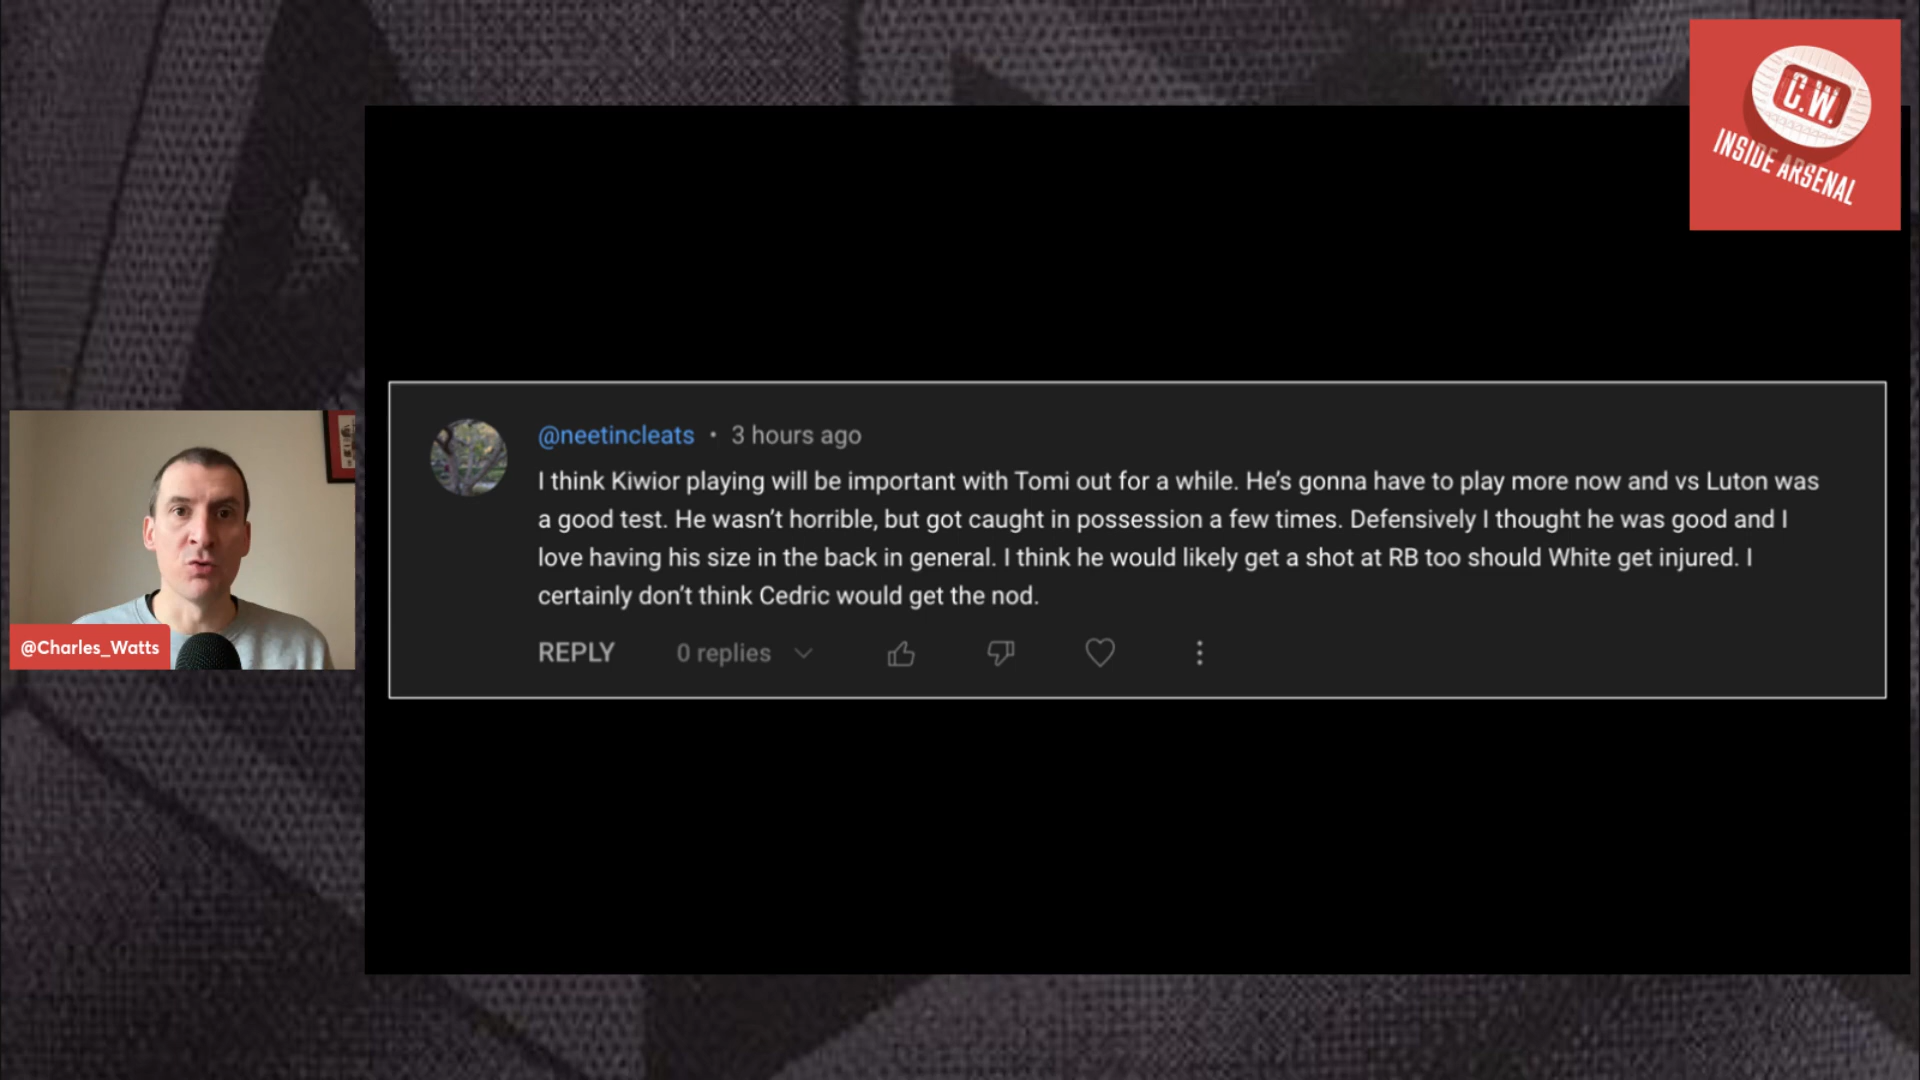 C.W.
INSIDE ARSENAL
@neetincleats • 3 hours ago
I think Kiwior playing will be important with Tomi out for a while. He’s gonna have to play more now and vs Luton was
a good test. He wasn’t horrible, but got caught in possession a few times. Defensively I thought he was good and I
love having his size in the back in general. I think he would likely get a shot at RB too should White get injured. I
certainly don’t think Cedric would get the nod.
REPLY 0 replies
@Charles_Watts